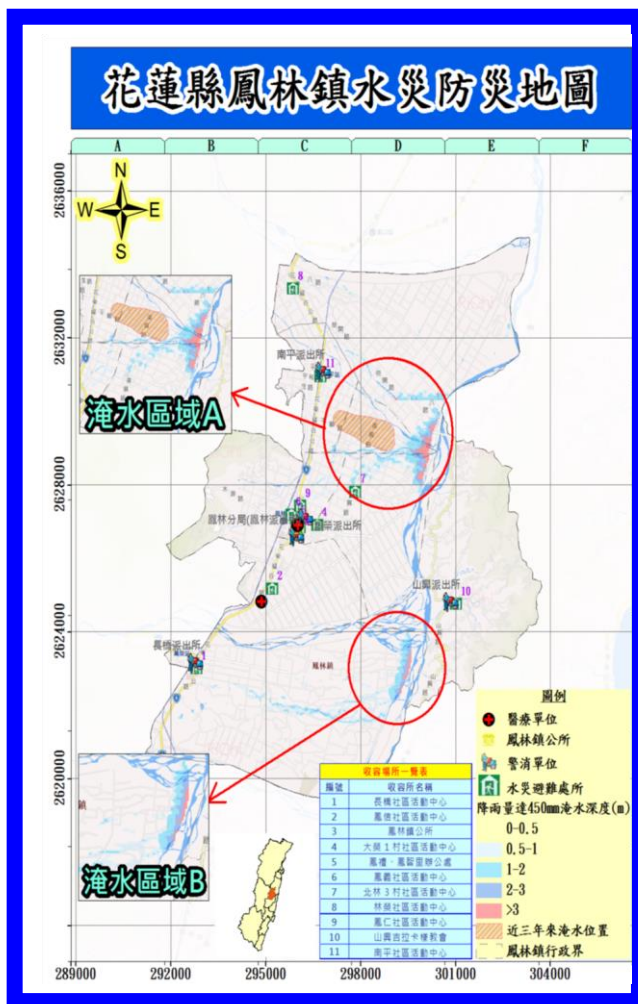 花蓮縣鳳林鎮水災防災地圖
A B C D E F
2636000
N
W E
S
8
2632000
南平派出所
11
淹水區域A
2628000
7
9
4
鳳林分局(鳳林派出所
榮派出所
2
山興派出所
10
2624000
長橋派出所
1
鳳林鎮
2620000
淹水區域B
收容場所一覽表
編號 收容所名稱
1 長橋社區活動中心
2 鳳信社區活動中心
3 鳳林鎮公所
4 大榮1村社區活動中心
5 鳳禮、鳳智里辦公處
6 鳳義社區活動中心
7 北林3村社區活動中心
8 林榮社區活動中心
9 鳳仁社區活動中心
10 山興吉拉卡樣教會
11 南平社區活動中心
圖例
醫療單位
鳳林鎮公所
警消單位
水災避難處所
降雨量達450mm淹水深度(m)
0-0.5
0.5-1
1-2
2-3
>3
近三年來淹水位置
鳳林鎮行政界
289000 292000 295000 298000 301000 304000